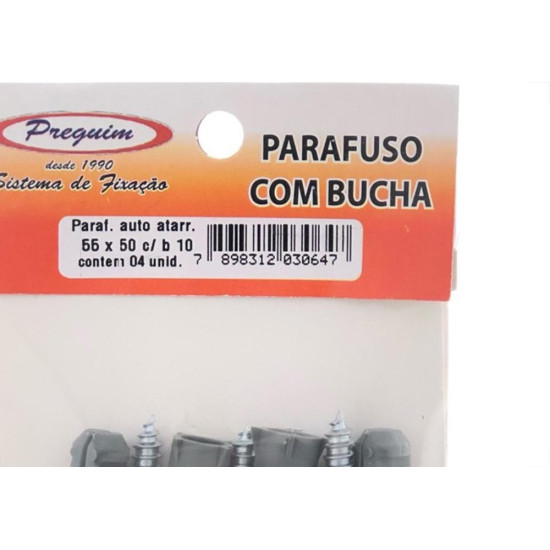 Preguim
desde 1990
Sistema de Fixação
PARAFUSO
COM BUCHA
Paraf. auto atarr.
55 x 50 c/ b 10
contem 04 unid.
7 898312 030647